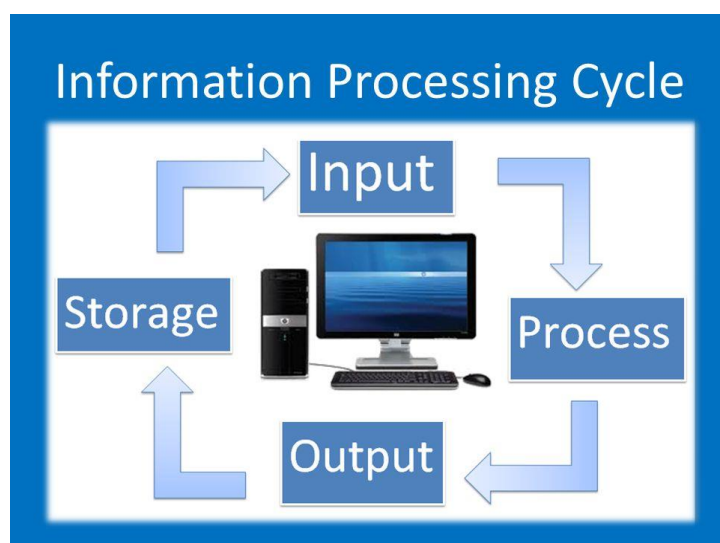 Information Processing Cycle
Input
Storage
Process
Output